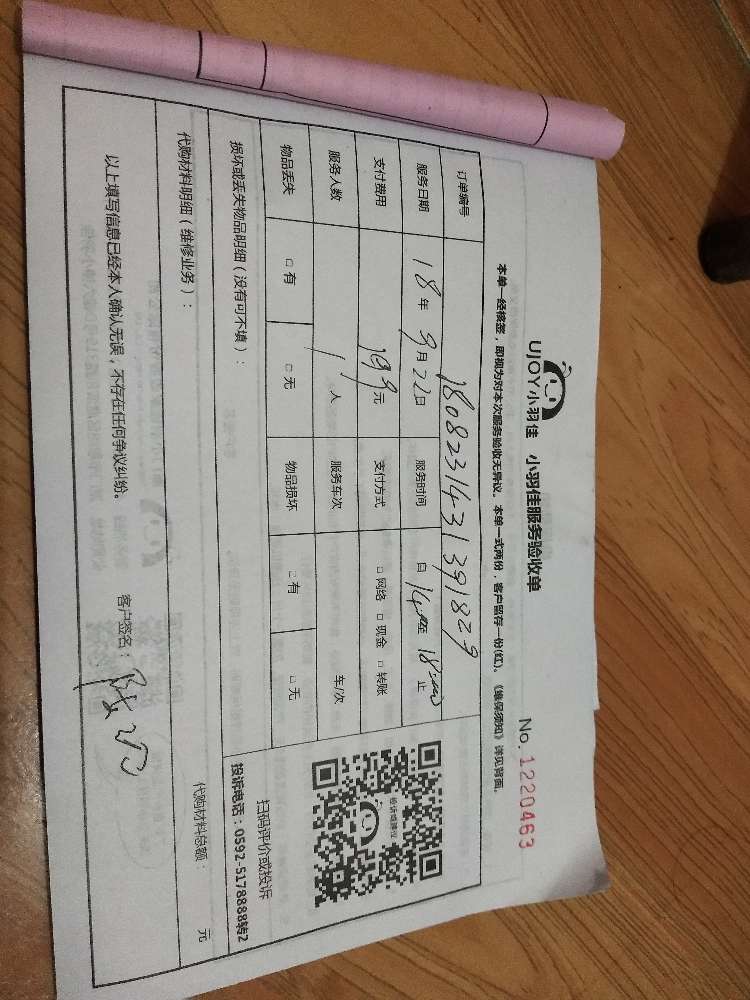 UJOY小羽佳 小羽佳服务验收单
No. 1220463
本单一经核签，即视为对本次服务验收无异议。本单一式两份，客户留存一份(红)。《维保须知》详见背面。
订单编号 1808231431391829
服务日期 18年9月22日 服务时间 自14至18:00止
支付费用 199元 支付方式 □网络 □现金 □转账
服务人数 1人 服务车次 车/次
物品丢失 □有 □无 物品损坏 □有 □无
扫码评价或投诉
投诉电话：0592-5178888转2
损坏或丢失物品明细（没有可不填）：
代购材料明细（维修业务）： 代购材料总额： 元
以上填写信息已经本人确认无误，不存在任何争议纠纷。 客户签名：